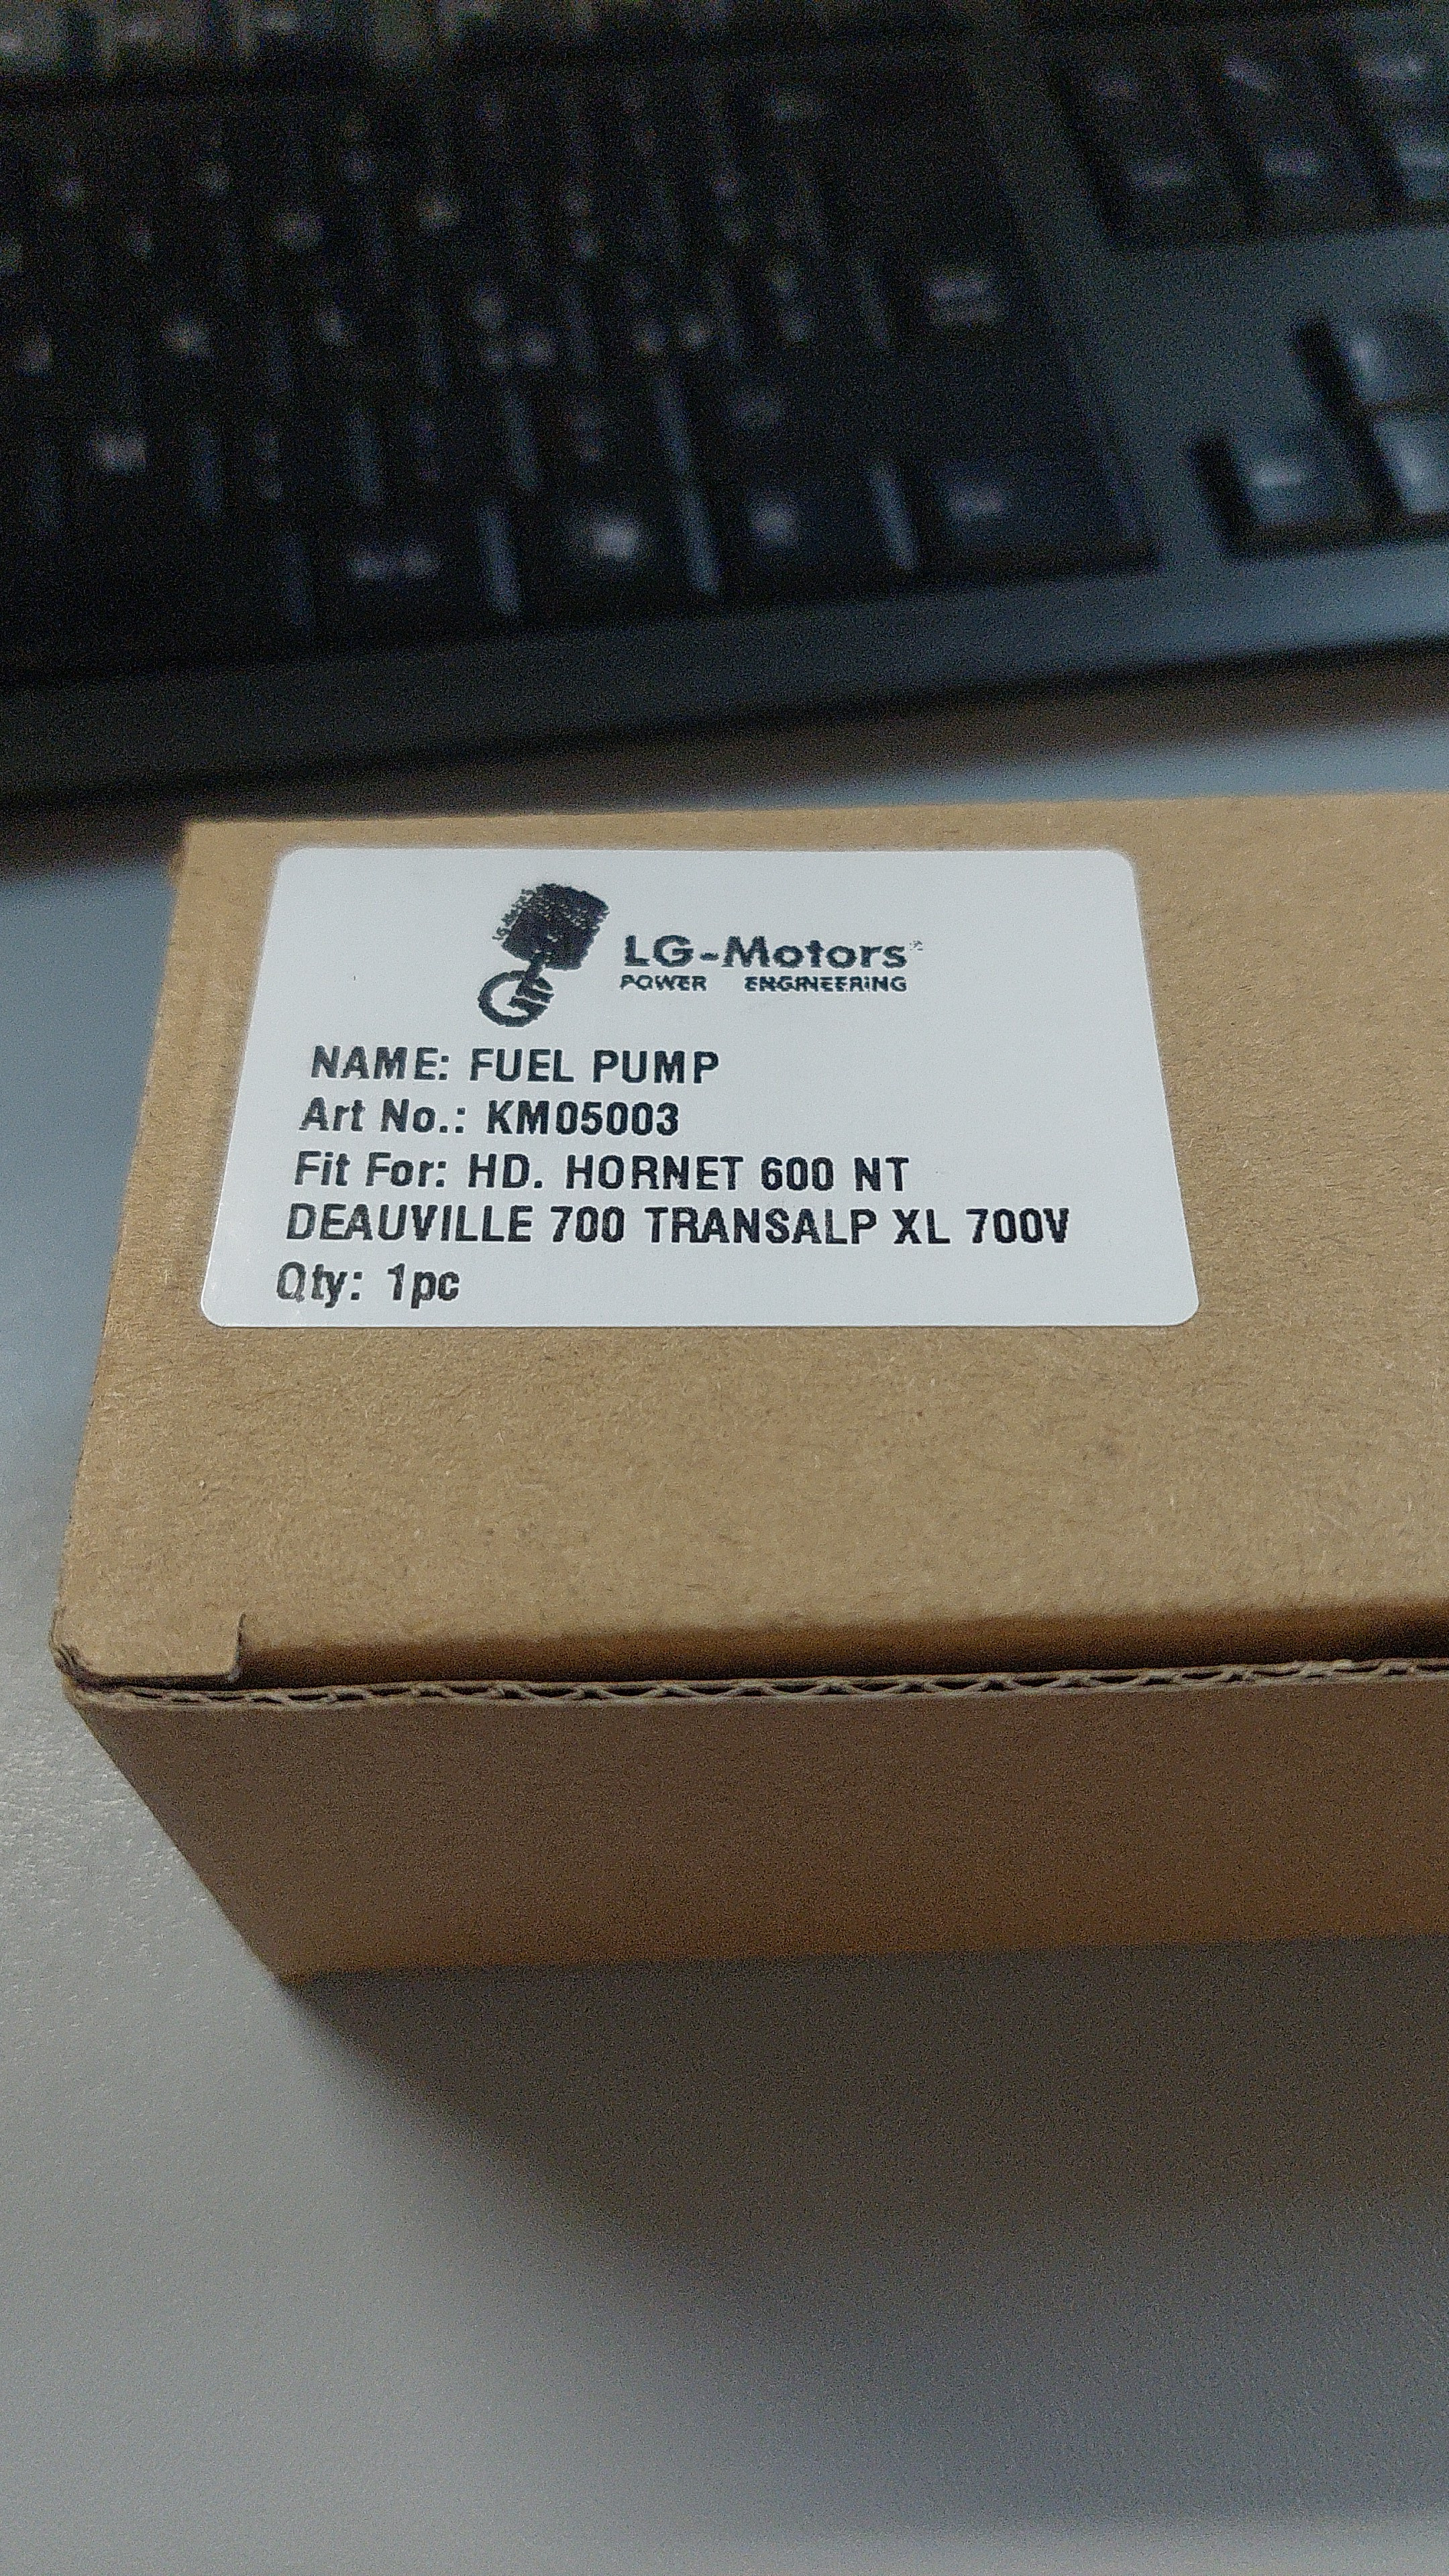 LG-Motors
POWER ENGINEERING
NAME: FUEL PUMP
Art No.: KM05003
Fit For: HD. HORNET 600 NT
DEAUVILLE 700 TRANSALP XL 700V
Qty: 1pc